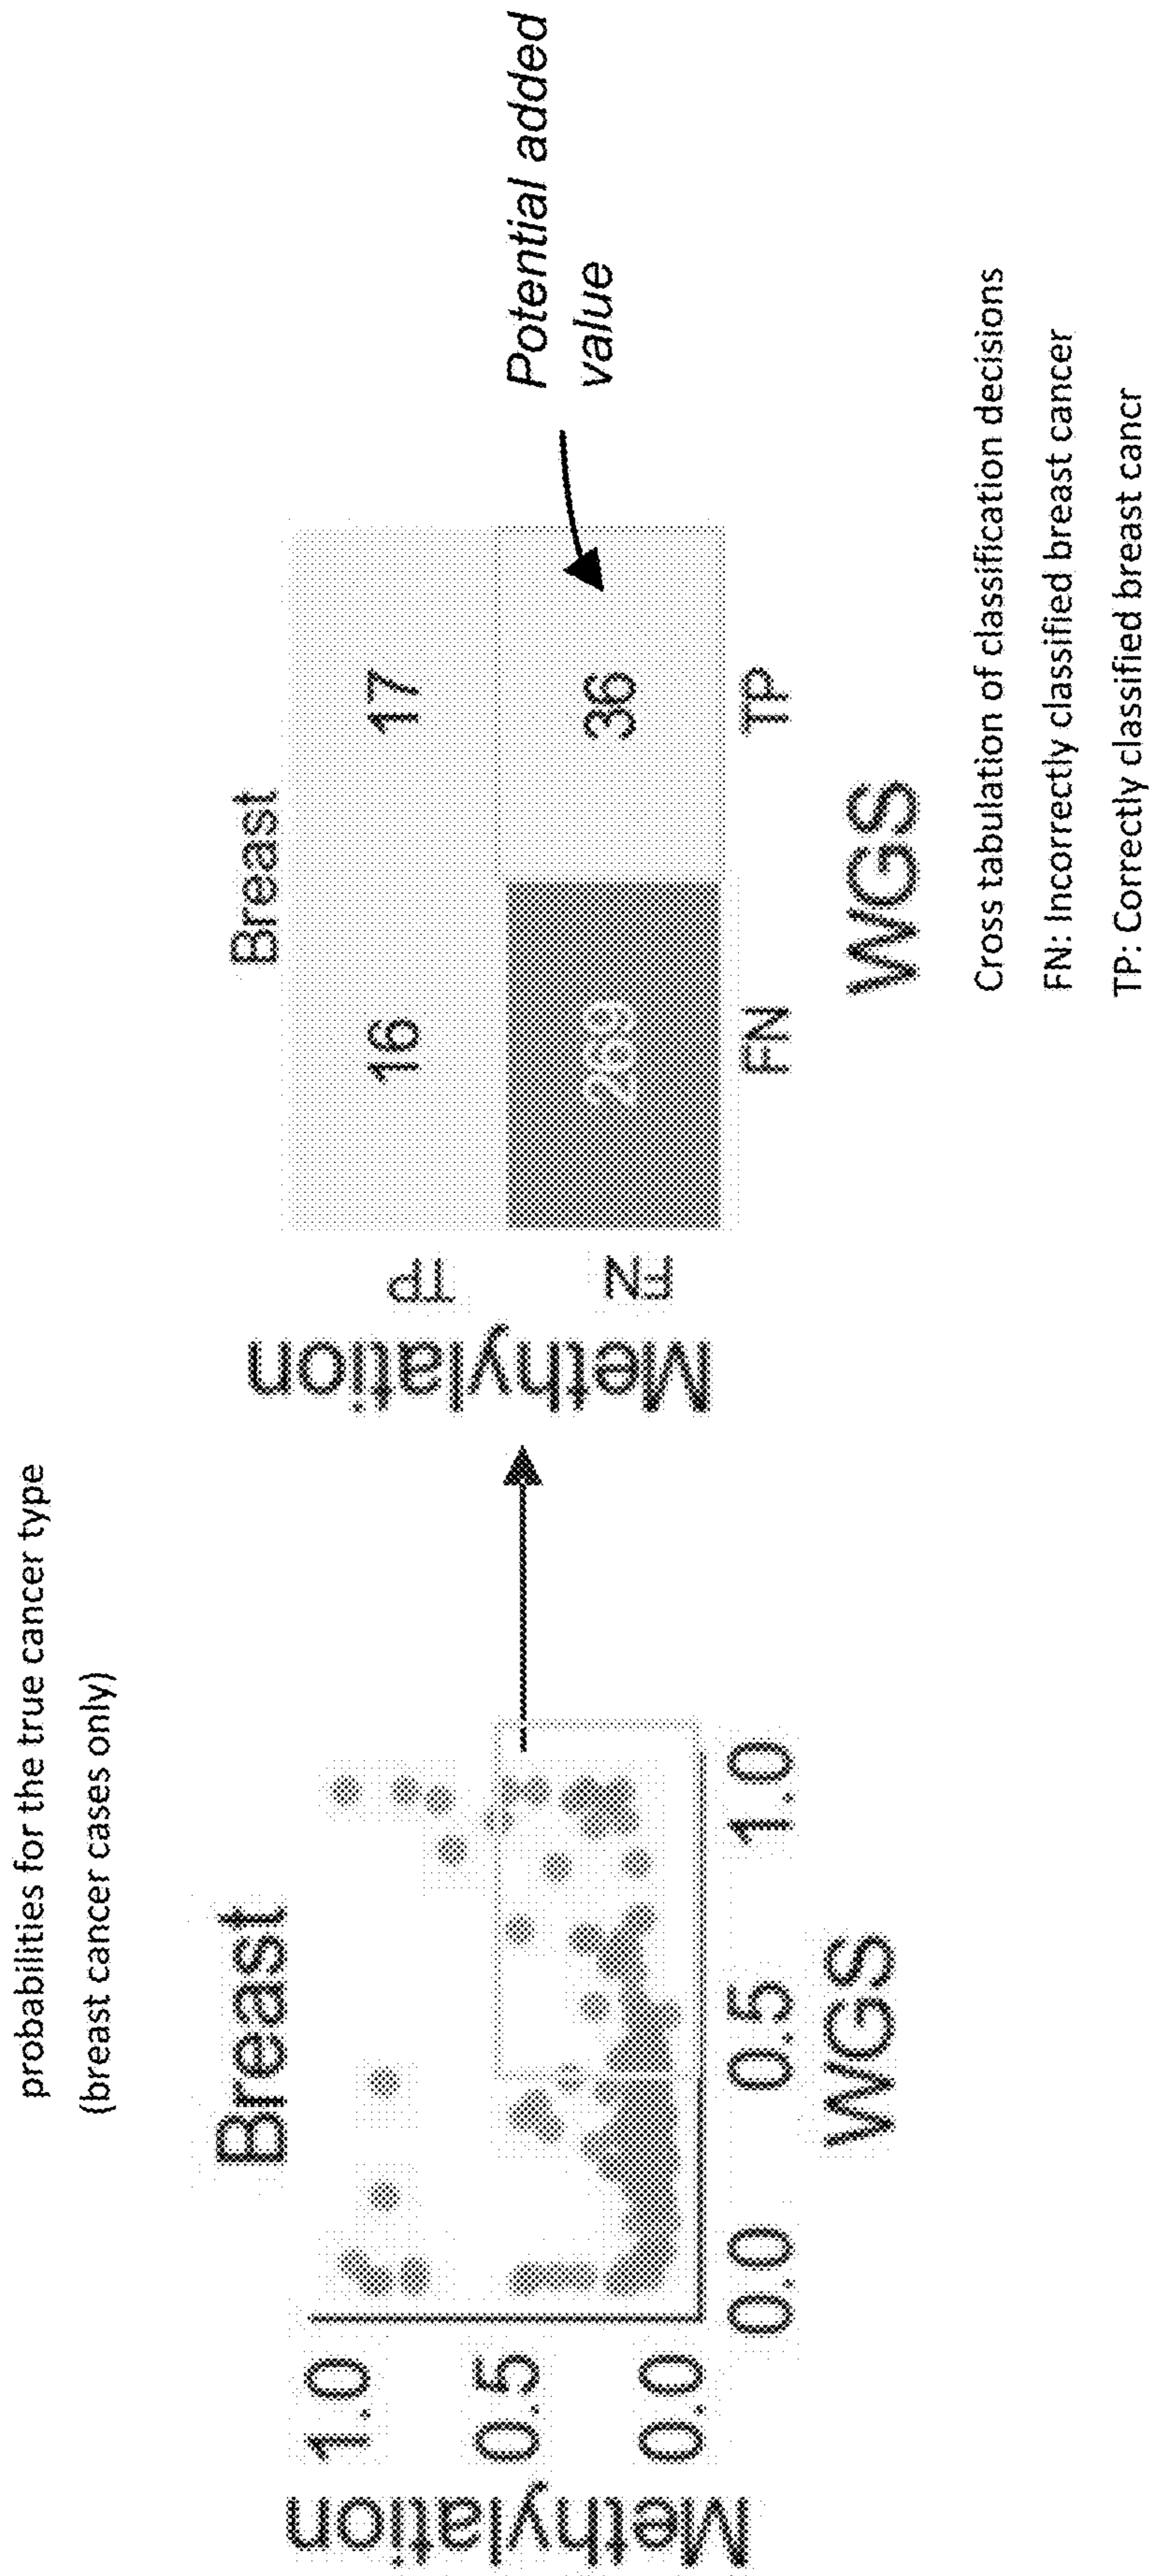 probabilities for the true cancer type
(breast cancer cases only)
Breast
Methylation
1.0
0.5
0.0
0.0 0.5 1.0
WGS
Breast
Methylation
TP
FN
16 17
36
FN TP
WGS
Potential added
value
Cross tabulation of classification decisions
FN: Incorrectly classified breast cancer
TP: Correctly classified breast cancr